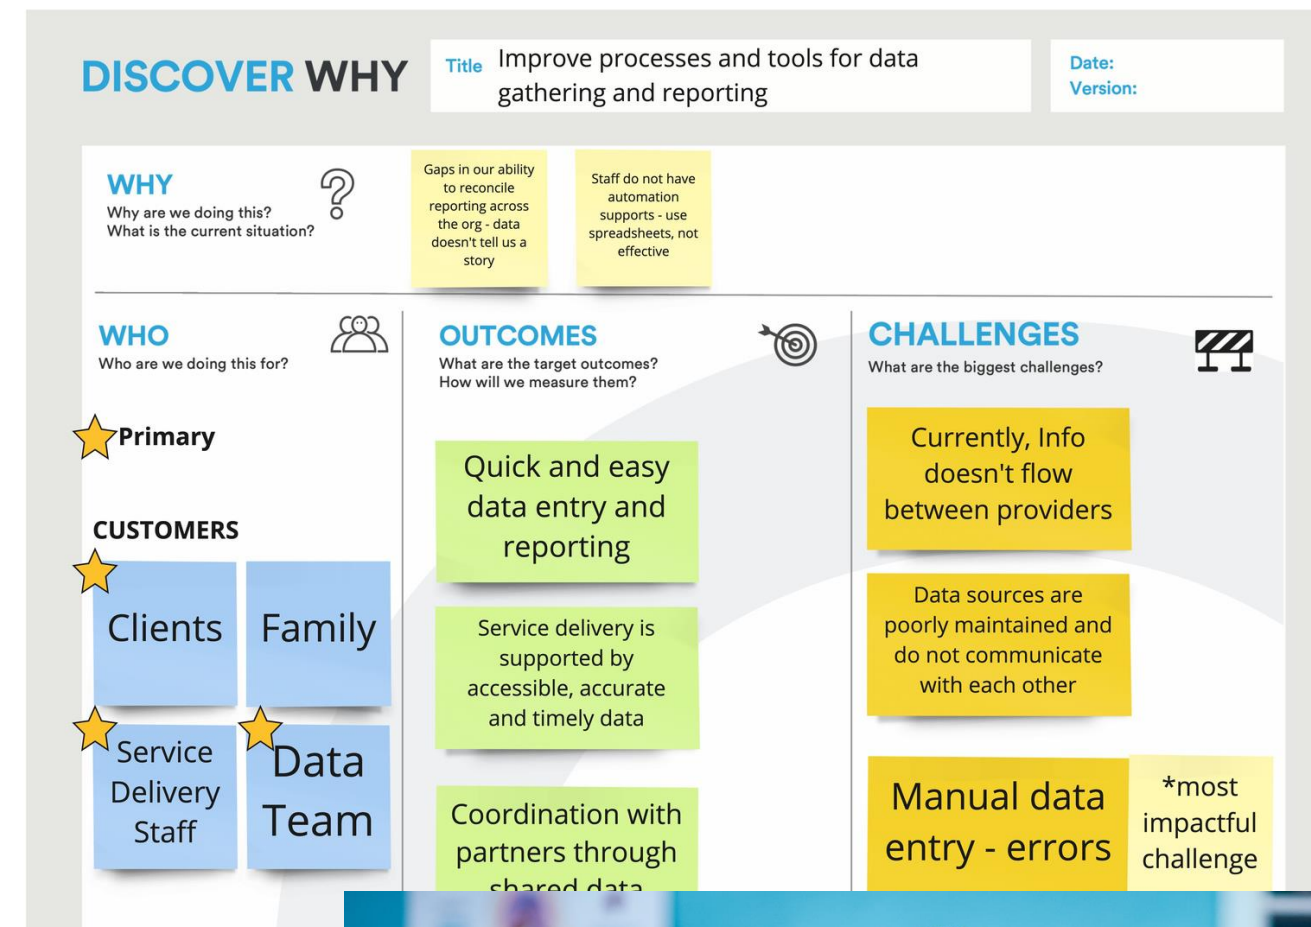 DISCOVER WHY
Title
Improve processes and tools for data
gathering and reporting
Date:
Version:
WHY
Why are we doing this?
What is the current situation?
Gaps in our ability
to reconcile
reporting across
the org - data
doesn't tell us a
story
Staff do not have
automation
supports - use
spreadsheets, not
effective
WHO
Who are we doing this for?
Primary
CUSTOMERS
Clients
Family
Service
Delivery
Staff
Data
Team
OUTCOMES
What are the target outcomes?
How will we measure them?
Quick and easy
data entry and
reporting
Service delivery is
supported by
accessible, accurate
and timely data
Coordination with
partners through
shared data
CHALLENGES
What are the biggest challenges?
Currently, Info
doesn't flow
between providers
Data sources are
poorly maintained and
do not communicate
with each other
Manual data
entry - errors
*most
impactful
challenge